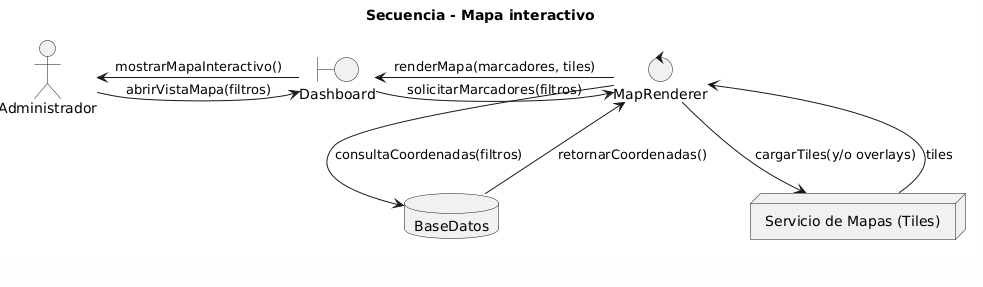 Secuencia - Mapa interactivo
mostrarMapaInteractivo()
renderMapa(marcadores, tiles)
abrirVistaMapa(filtros)
solicitarMarcadores(filtros)
Administrador
Dashboard
MapRenderer
consultaCoordenadas(filtros)
retornarCoordenadas()
cargarTiles(y/o overlays)
tiles
BaseDatos
Servicio de Mapas (Tiles)